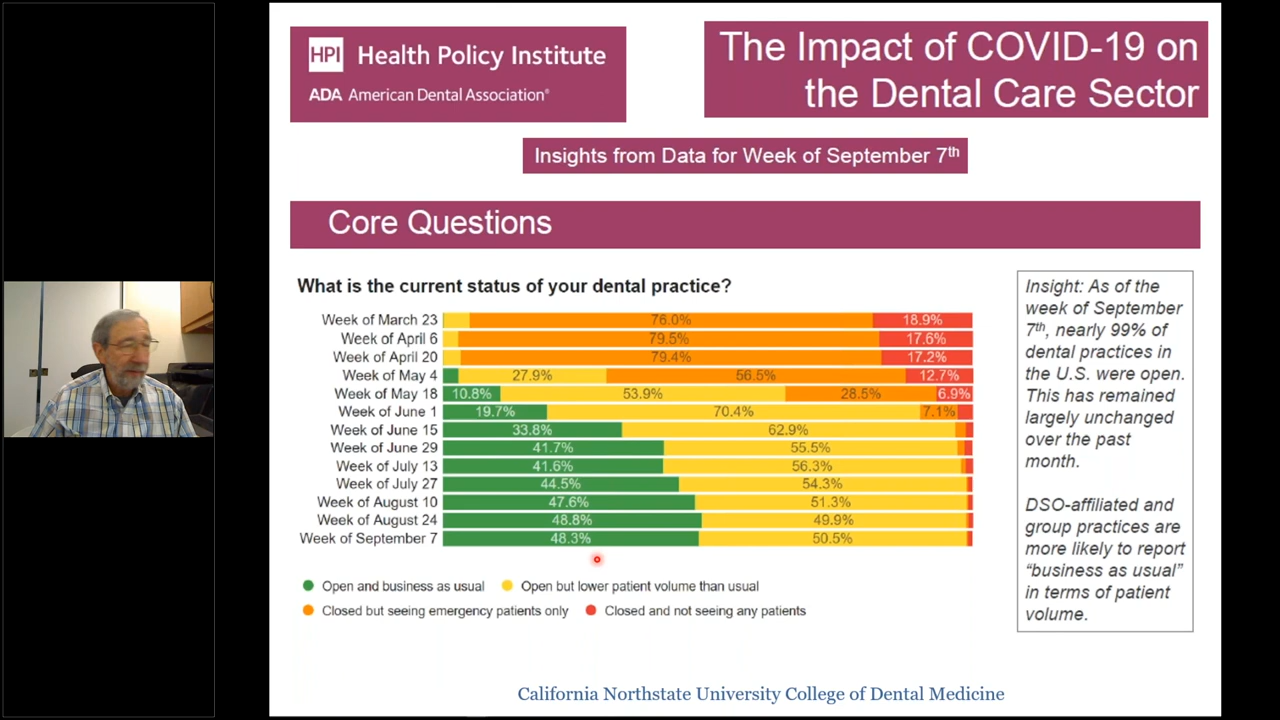 HPI Health Policy Institute
ADA American Dental Association®
The Impact of COVID-19 on
the Dental Care Sector
Insights from Data for Week of September 7th
Core Questions
What is the current status of your dental practice?
Week of March 23 76.0% 18.9%
Week of April 6 79.5% 17.6%
Week of April 20 79.4% 17.2%
Week of May 4 27.9% 56.5% 12.7%
Week of May 18 10.8% 53.9% 28.5% 6.9%
Week of June 1 19.7% 70.4% 7.1%
Week of June 15 33.8% 62.9%
Week of June 29 41.7% 55.5%
Week of July 13 41.6% 56.3%
Week of July 27 44.5% 54.3%
Week of August 10 47.6% 51.3%
Week of August 24 48.8% 49.9%
Week of September 7 48.3% 50.5%
Open and business as usual
Open but lower patient volume than usual
Closed but seeing emergency patients only
Closed and not seeing any patients
Insight: As of the
week of September
7th, nearly 99% of
dental practices in
the U.S. were open.
This has remained
largely unchanged
over the past
month.
DSO-affiliated and
group practices are
more likely to report
“business as usual”
in terms of patient
volume.
California Northstate University College of Dental Medicine